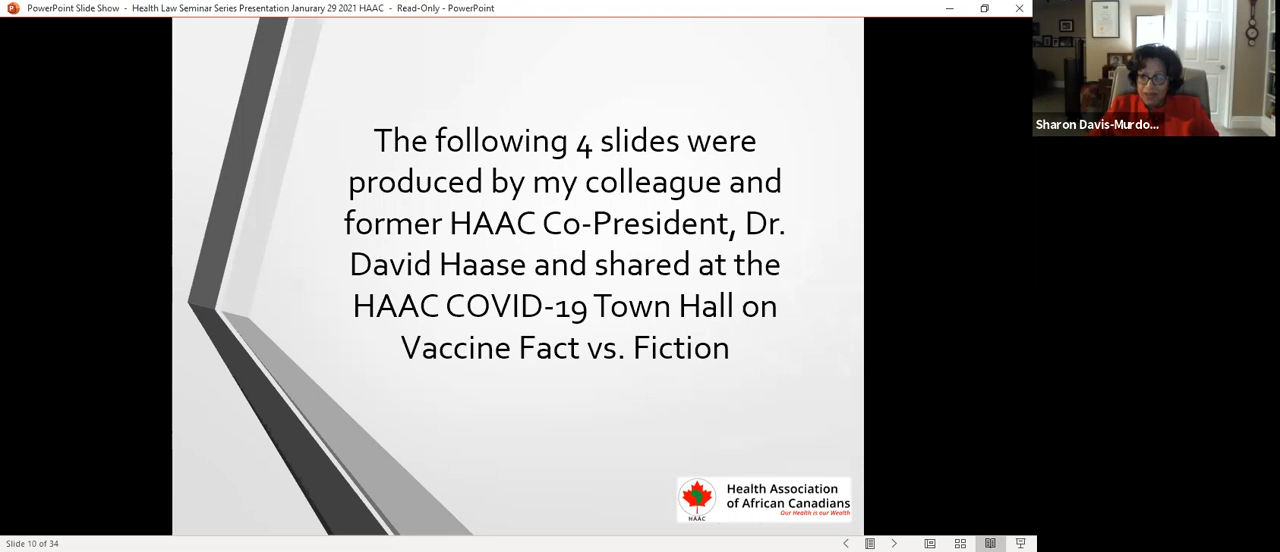 PowerPoint Slide Show - Health Law Seminar Series Presentation Janurary 29 2021 HAAC - Read-Only - PowerPoint
The following 4 slides were
produced by my colleague and
former HAAC Co-President, Dr.
David Haase and shared at the
HAAC COVID-19 Town Hall on
Vaccine Fact vs. Fiction
HAAC
Health Association
of African Canadians
Our Health is our Wealth
Slide 10 of 34
Sharon Davis-Murdo...